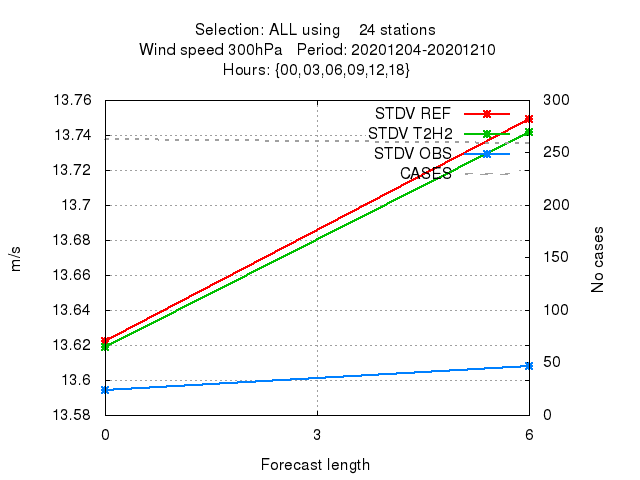 Selection: ALL using    24 stations
Wind speed 300hPa   Period: 20201204-20201210
Hours: {00,03,06,09,12,18}
13.76
13.74
13.72
13.7
13.68
13.66
13.64
13.62
13.6
13.58
m/s
STDV REF
STDV T2H2
STDV OBS
CASES
300
250
200
150
100
50
0
No cases
0 3 6
Forecast length